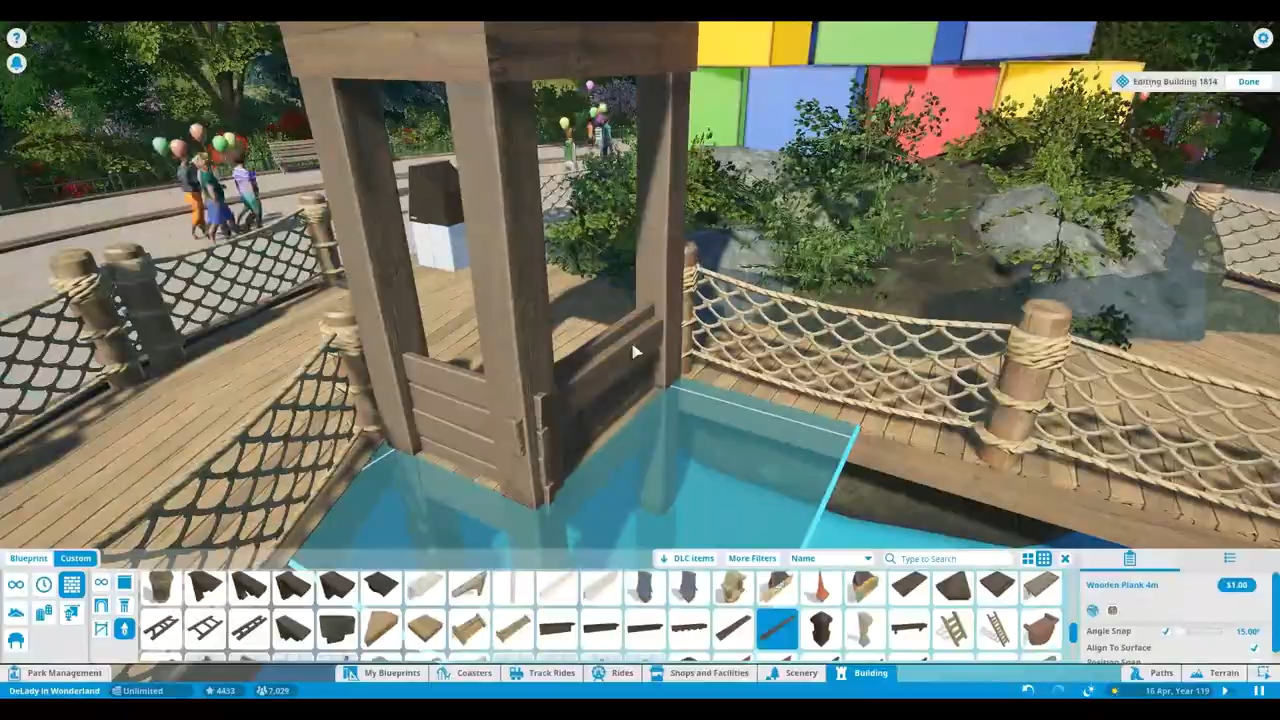 ?
Editing Building 1814 Done
Blueprint Custom
DLC items More Filters Name Type to Search
Wooden Plank 4m $1.00
Angle Snap 15.00°
Align To Surface
Position Snap
Park Management My Blueprints Coasters Track Rides Rides Shops and Facilities Scenery Building Paths Terrain
DeLady in Wonderland Unlimited 4433 7,029 16 Apr, Year 119